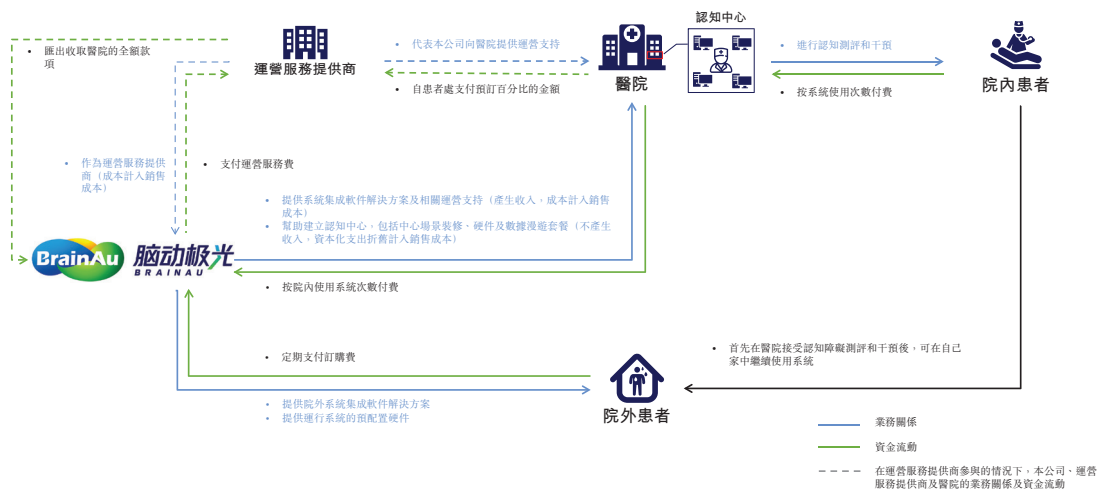 認知中心
• 匯出收取醫院的全額款
項
運營服務提供商
• 代表本公司向醫院提供運營支持
• 自患者處支付預訂百分比的金額
醫院
• 進行認知測評和干預
• 按系統使用次數付費
院內患者
• 作為運營服務提供
商（成本計入銷售
成本）
• 支付運營服務費
• 提供系統集成軟件解決方案及相關運營支持（產生收入，成本計入銷售
成本）
• 幫助建立認知中心，包括中心場景裝修、硬件及數據漫遊套餐（不產生
收入，資本化支出折舊計入銷售成本）
BrainAu
脑动极光
BRAINAU
• 按院內使用系統次數付費
• 定期支付訂購費
• 首先在醫院接受認知障礙測評和干預後，可在自己
家中繼續使用系統
• 提供院外系統集成軟件解決方案
• 提供運行系統的預配置硬件
院外患者
業務關係
資金流動
在運營服務提供商參與的情況下，本公司、運營
服務提供商及醫院的業務關係及資金流動